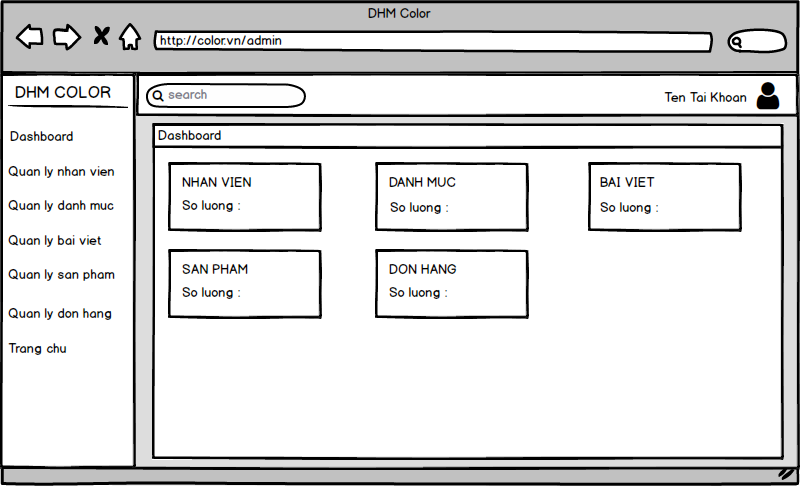 DHM Color
http://color.vn/admin
DHM COLOR
search
Ten Tai Khoan
Dashboard
Quan ly nhan vien
Quan ly danh muc
Quan ly bai viet
Quan ly san pham
Quan ly don hang
Trang chu
Dashboard
NHAN VIEN
So luong :
DANH MUC
So luong :
BAI VIET
So luong :
SAN PHAM
So luong :
DON HANG
So luong :